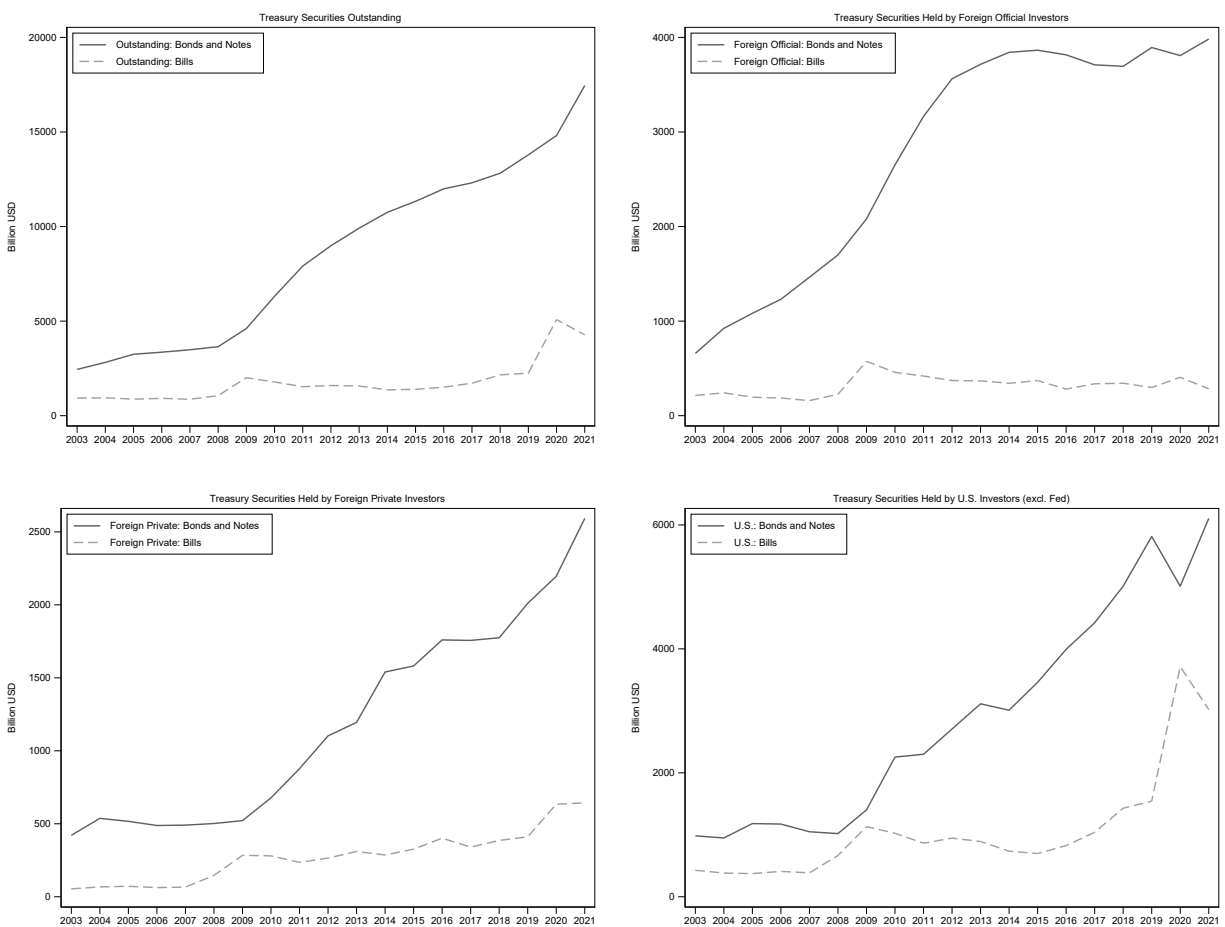 Treasury Securities Outstanding
Outstanding: Bonds and Notes
Outstanding: Bills
Billion USD
20000
15000
10000
5000
0
2003 2004 2005 2006 2007 2008 2009 2010 2011 2012 2013 2014 2015 2016 2017 2018 2019 2020 2021
Treasury Securities Held by Foreign Official Investors
Foreign Official: Bonds and Notes
Foreign Official: Bills
Billion USD
4000
3000
2000
1000
0
2003 2004 2005 2006 2007 2008 2009 2010 2011 2012 2013 2014 2015 2016 2017 2018 2019 2020 2021
Treasury Securities Held by Foreign Private Investors
Foreign Private: Bonds and Notes
Foreign Private: Bills
Billion USD
2500
2000
1500
1000
500
0
2003 2004 2005 2006 2007 2008 2009 2010 2011 2012 2013 2014 2015 2016 2017 2018 2019 2020 2021
Treasury Securities Held by U.S. Investors (excl. Fed)
U.S.: Bonds and Notes
U.S.: Bills
Billion USD
6000
4000
2000
0
2003 2004 2005 2006 2007 2008 2009 2010 2011 2012 2013 2014 2015 2016 2017 2018 2019 2020 2021